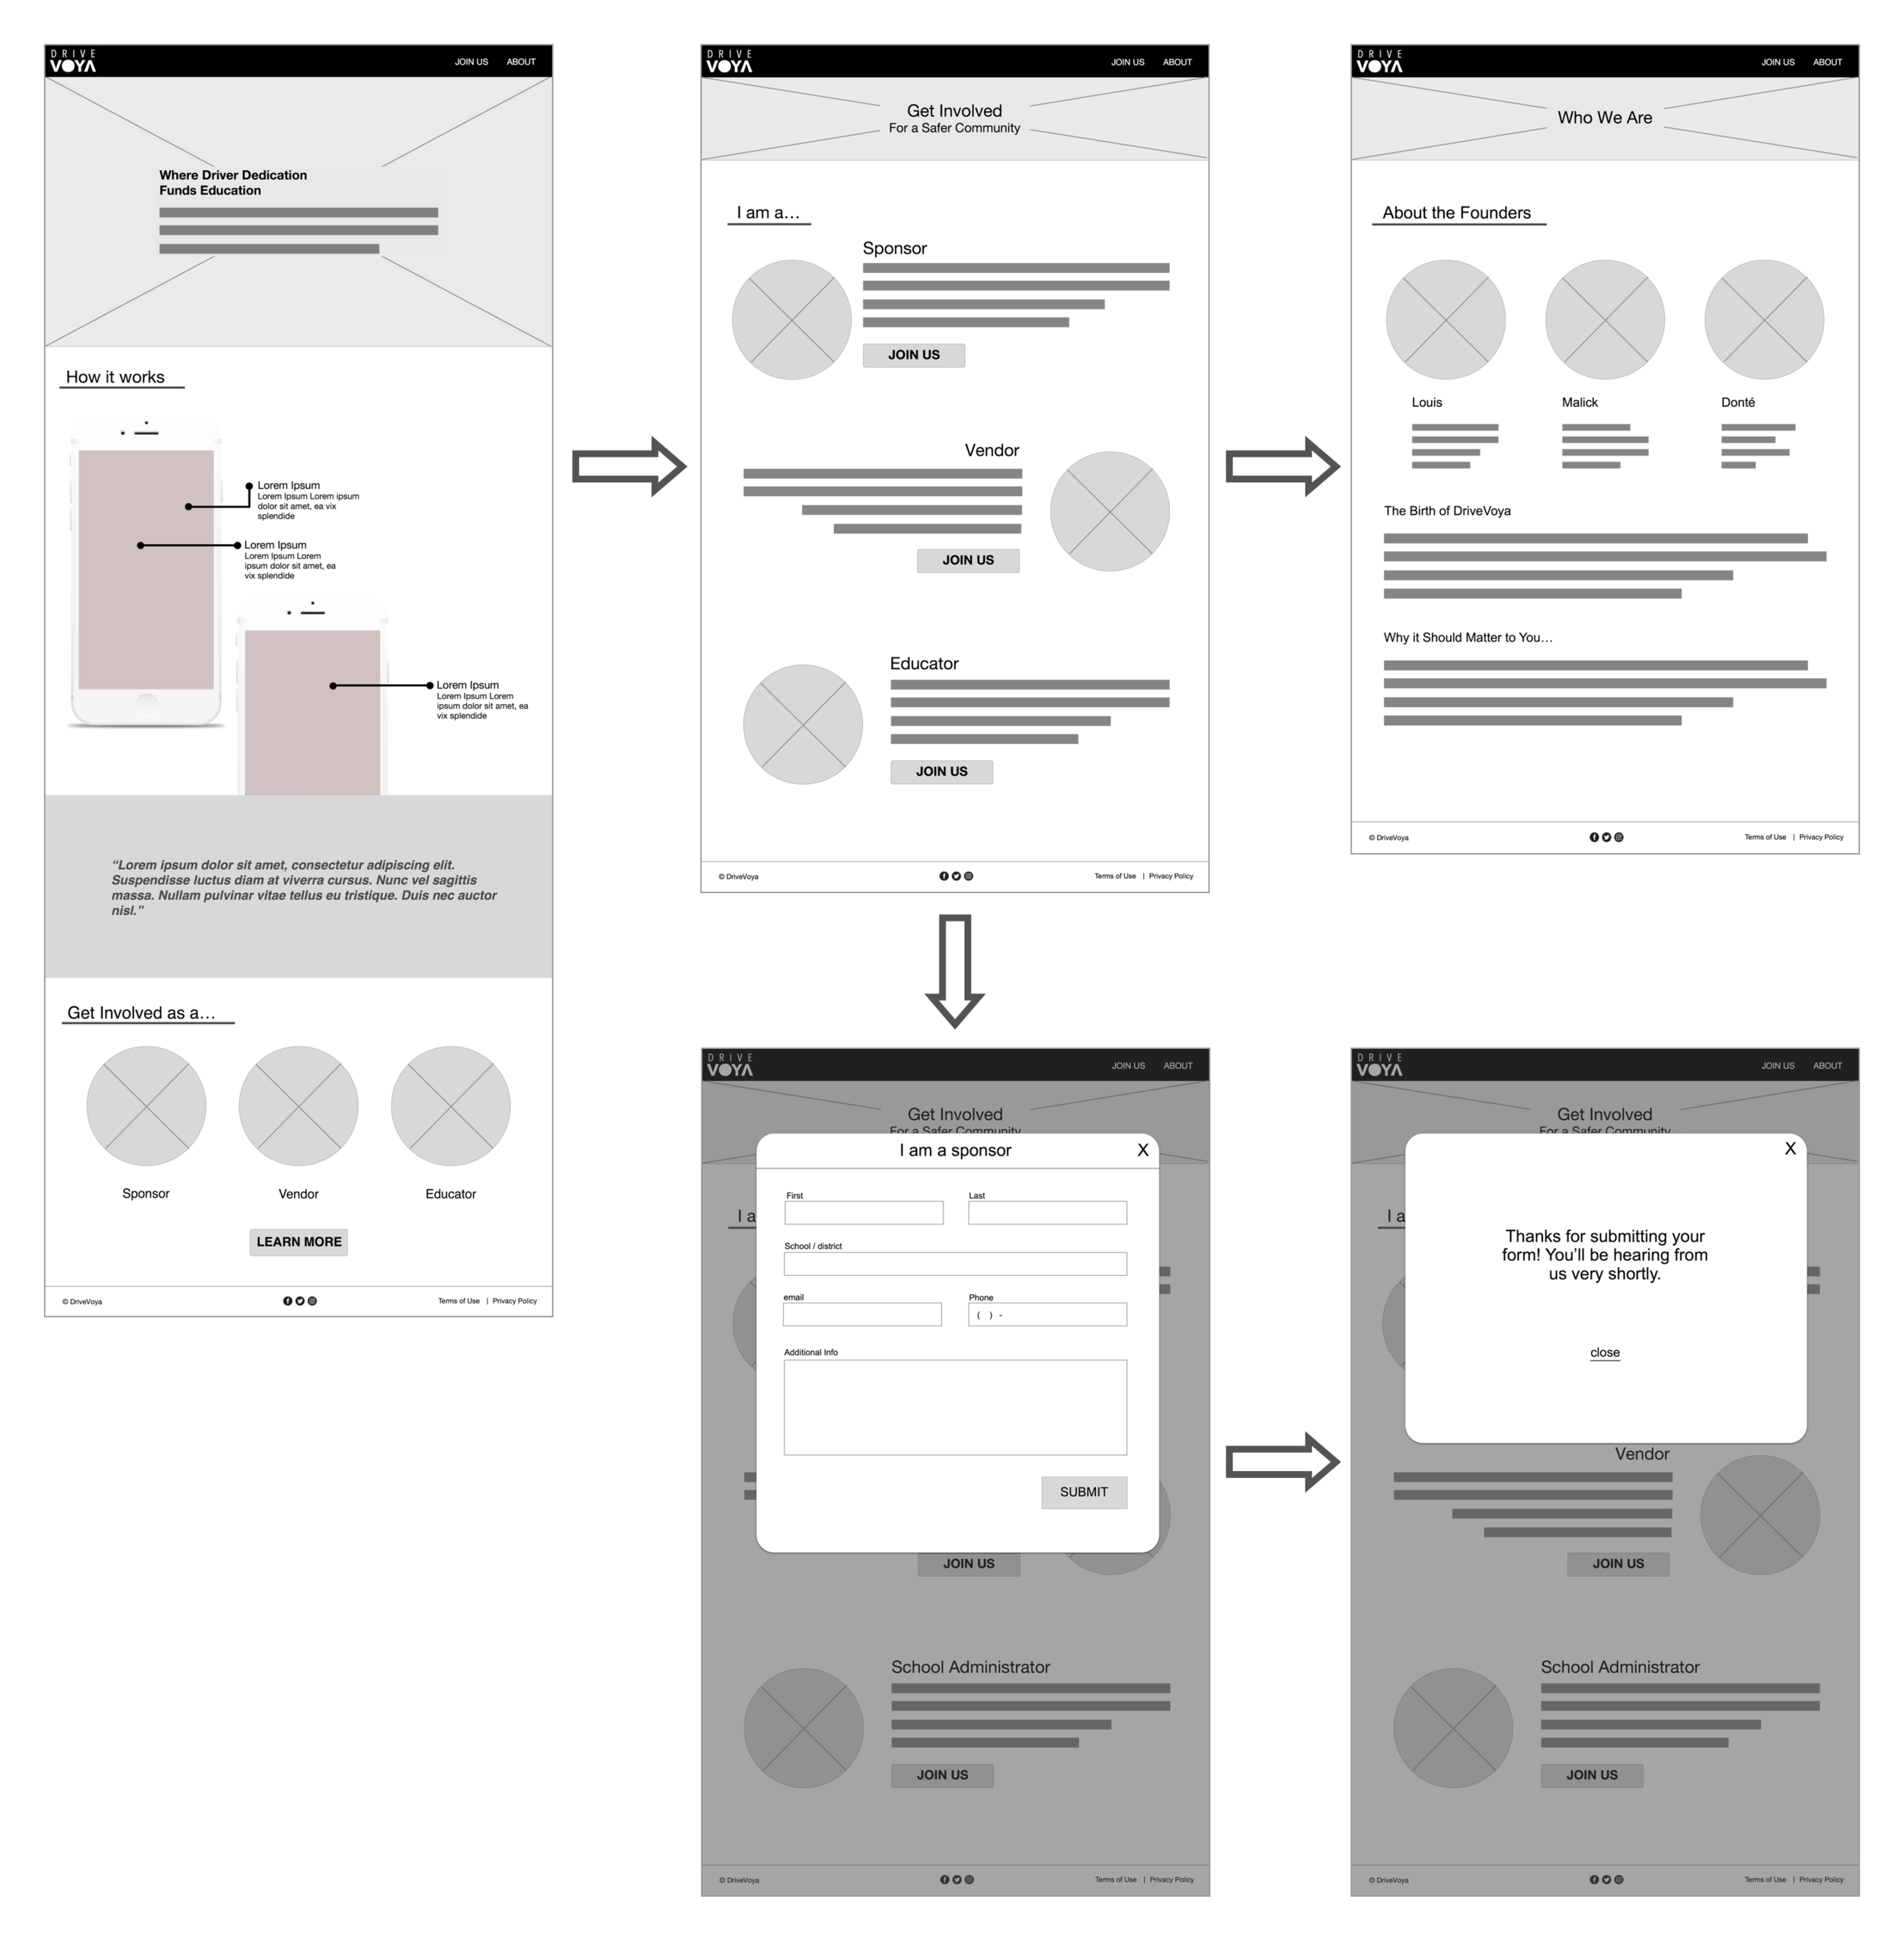 DRIVE
VOYA
JOIN US
ABOUT
Where Driver Dedication
Funds Education
How it works
Lorem Ipsum
Lorem Ipsum Lorem ipsum
dolor sit amet, ea vix
splendide
Lorem Ipsum
Lorem Ipsum Lorem
ipsum dolor sit amet, ea
vix splendide
Lorem Ipsum
Lorem Ipsum Lorem
ipsum dolor sit amet, ea
vix splendide
“Lorem ipsum dolor sit amet, consectetur adipiscing elit.
Suspendisse luctus diam at viverra cursus. Nunc vel sagittis
massa. Nullam pulvinar vitae tellus eu tristique. Duis nec auctor
nisl.”
Get Involved as a…
Sponsor
Vendor
Educator
LEARN MORE
© DriveVoya
Terms of Use | Privacy Policy
DRIVE
VOYA
JOIN US
ABOUT
Get Involved
For a Safer Community
I am a…
Sponsor
JOIN US
Vendor
JOIN US
Educator
JOIN US
© DriveVoya
Terms of Use | Privacy Policy
DRIVE
VOYA
JOIN US
ABOUT
Who We Are
About the Founders
Louis
Malick
Donté
The Birth of DriveVoya
Why it Should Matter to You…
© DriveVoya
Terms of Use | Privacy Policy
DRIVE
VOYA
JOIN US
ABOUT
Get Involved
For a Safer Community
I am a sponsor
X
I a
First
Last
School / district
email
Phone
( ) -
Additional Info
SUBMIT
JOIN US
School Administrator
JOIN US
© DriveVoya
Terms of Use | Privacy Policy
DRIVE
VOYA
JOIN US
ABOUT
Get Involved
For a Safer Community
X
I a
Thanks for submitting your
form! You’ll be hearing from
us very shortly.
close
Vendor
JOIN US
School Administrator
JOIN US
© DriveVoya
Terms of Use | Privacy Policy